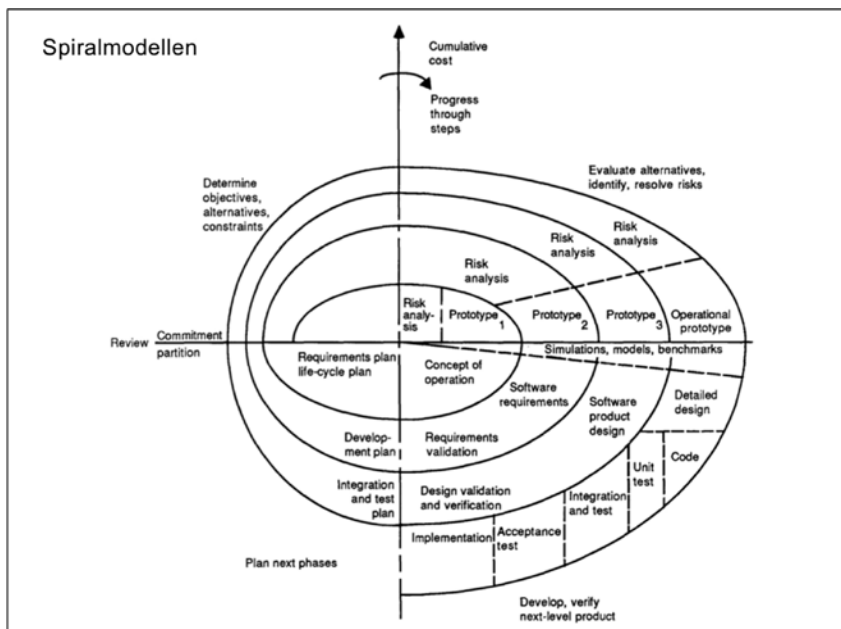 Spiralmodellen
Cumulative
cost
Progress
through
steps
Evaluate alternatives,
identify, resolve risks
Determine
objectives,
alternatives,
constraints
Risk
analysis
Risk
analysis
Risk
analysis
Risk
analy-
sis
Prototype 1
Prototype 2
Prototype 3
Operational
prototype
Review
Commitment
partition
Simulations, models, benchmarks
Requirements plan
life-cycle plan
Concept of
operation
Software
requirements
Software
product
design
Detailed
design
Develop-
ment plan
Requirements
validation
Code
Unit
test
Integration
and test
plan
Design validation
and verification
Integration
and test
Acceptance
test
Implementation
Plan next phases
Develop, verify
next-level product